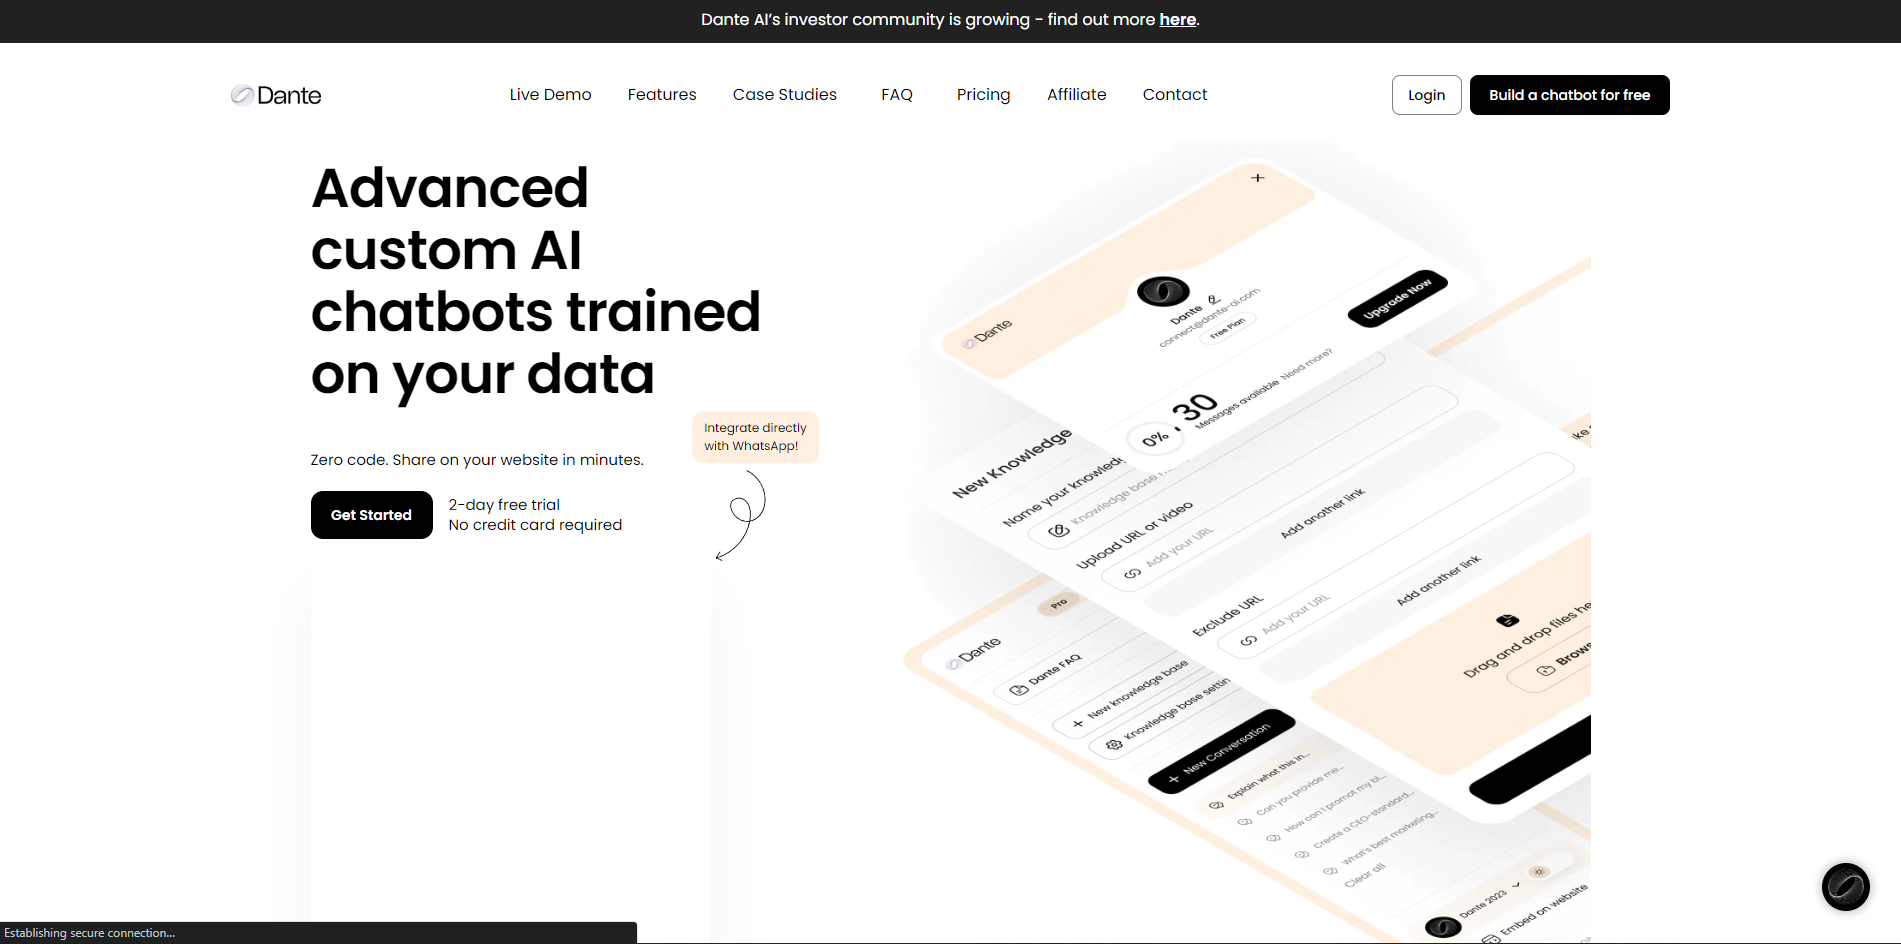 Dante AI's investor community is growing - find out more here.
Dante
Live Demo
Features
Case Studies
FAQ
Pricing
Affiliate
Contact
Login
Build a chatbot for free
Advanced
custom AI
chatbots trained
on your data
Integrate directly
with WhatsApp!
Zero code. Share on your website in minutes.
Get Started
2-day free trial
No credit card required
Dante
Dante
connect@dante-ai.com
Free Plan
Upgrade Now
0%
30
Messages available
Need more?
New Knowledge
Name your knowled
Knowledge base
Upload URL or video
Add your URL
Add another link
Exclude URL
Add your URL
Add another link
Drag and drop files he
Brows
Pro
Dante
Dante FAQ
New knowledge base
Knowledge base settin
New Conversation
Explain what this in...
Can you provide me...
How can I promot my bl...
Create a CEO-standard...
What's best marketing...
Clear all
Dante 2023
Embed on website
Establishing secure connection...